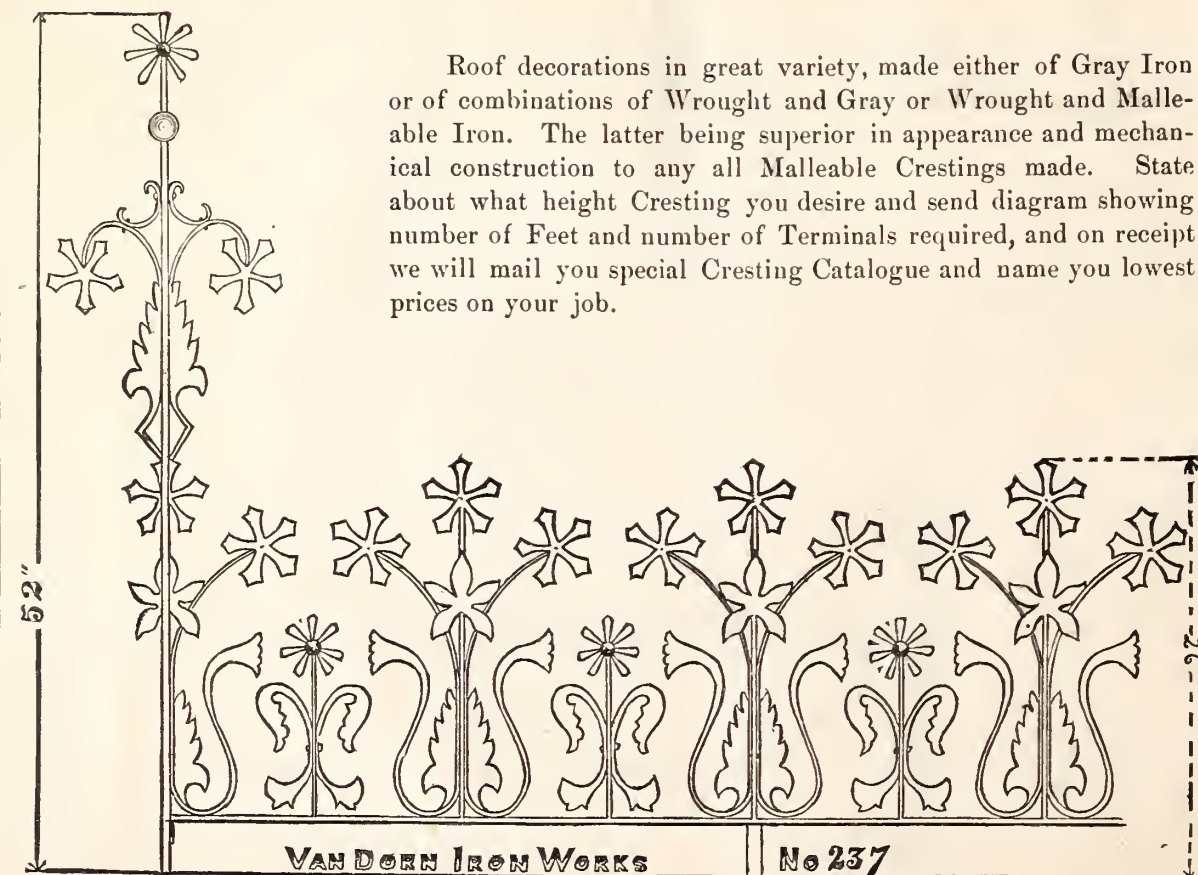 Roof decorations in great variety, made either of Gray Iron
or of combinations of Wrought and Gray or Wrought and Malle-
able Iron. The latter being superior in appearance and mechan-
ical construction to any all Malleable Crestings made. State
about what height Cresting you desire and send diagram showing
number of Feet and number of Terminals required, and on receipt
we will mail you special Cresting Catalogue and name you lowest
prices on your job.
52"
VAN DORN IRON WORKS No 237